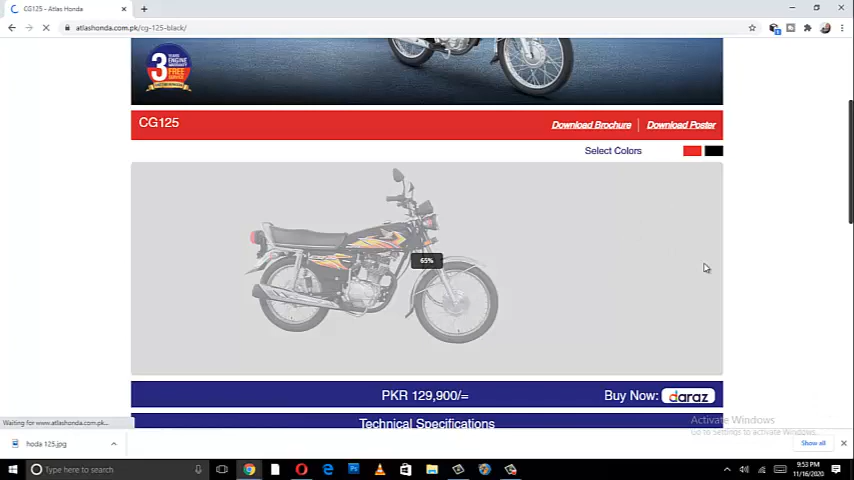 CG125 - Atlas Honda
atlashonda.com.pk/cg-125-black/
3
YEARS
ENGINE
WARRANTY
FREE
SERVICE
CG125
Download Brochure | Download Poster
Select Colors
65%
PKR 129,900/=
Buy Now: daraz
Technical Specifications
Activate Windows
Go to Settings to activate Windows.
Waiting for www.atlashonda.com.pk...
hoda 125.jpg
Show all
Type here to search
9:53 PM
11/16/2020